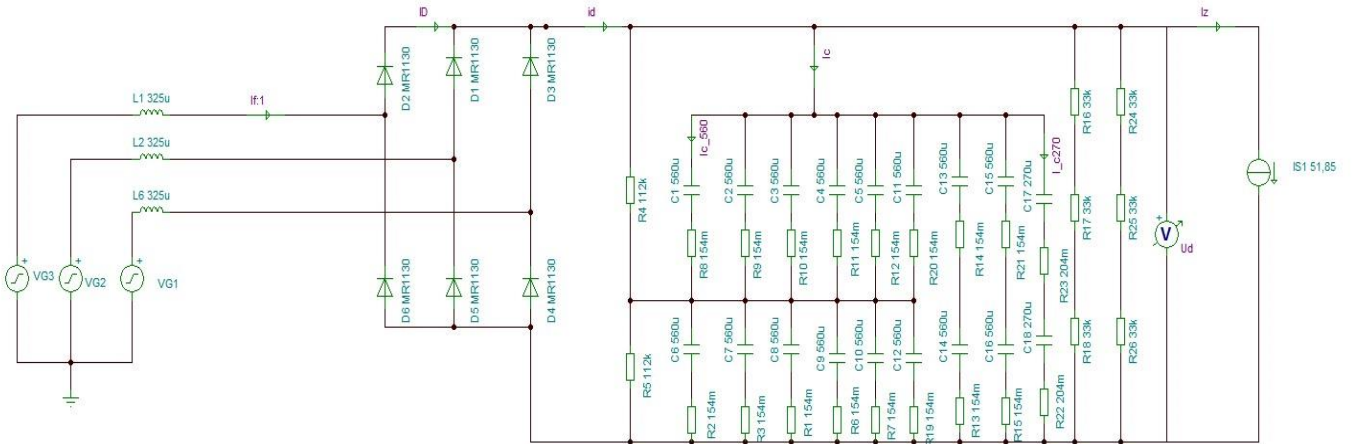 ID
id
Iz
D2 MR1130
D1 MR1130
D3 MR1130
Ic
L1 325u
If:1
L2 325u
L6 325u
Ic_560
I_c270
C1 560u
C2 560u
C3 560u
C4 560u
C5 560u
C11 560u
C13 560u
C15 560u
C17 270u
R16 33k
R24 33k
IS1 51,85
R4 112k
R8 154m
R9 154m
R10 154m
R11 154m
R12 154m
R20 154m
R14 154m
R21 154m
R23 204m
R17 33k
R25 33k
+
V
Ud
+
VG3
+
VG2
+
VG1
D6 MR1130
D5 MR1130
D4 MR1130
R5 112k
C6 560u
C7 560u
C8 560u
C9 560u
C10 560u
C12 560u
C14 560u
C16 560u
C18 270u
R18 33k
R26 33k
R2 154m
R3 154m
R1 154m
R6 154m
R7 154m
R19 154m
R13 154m
R15 154m
R22 204m